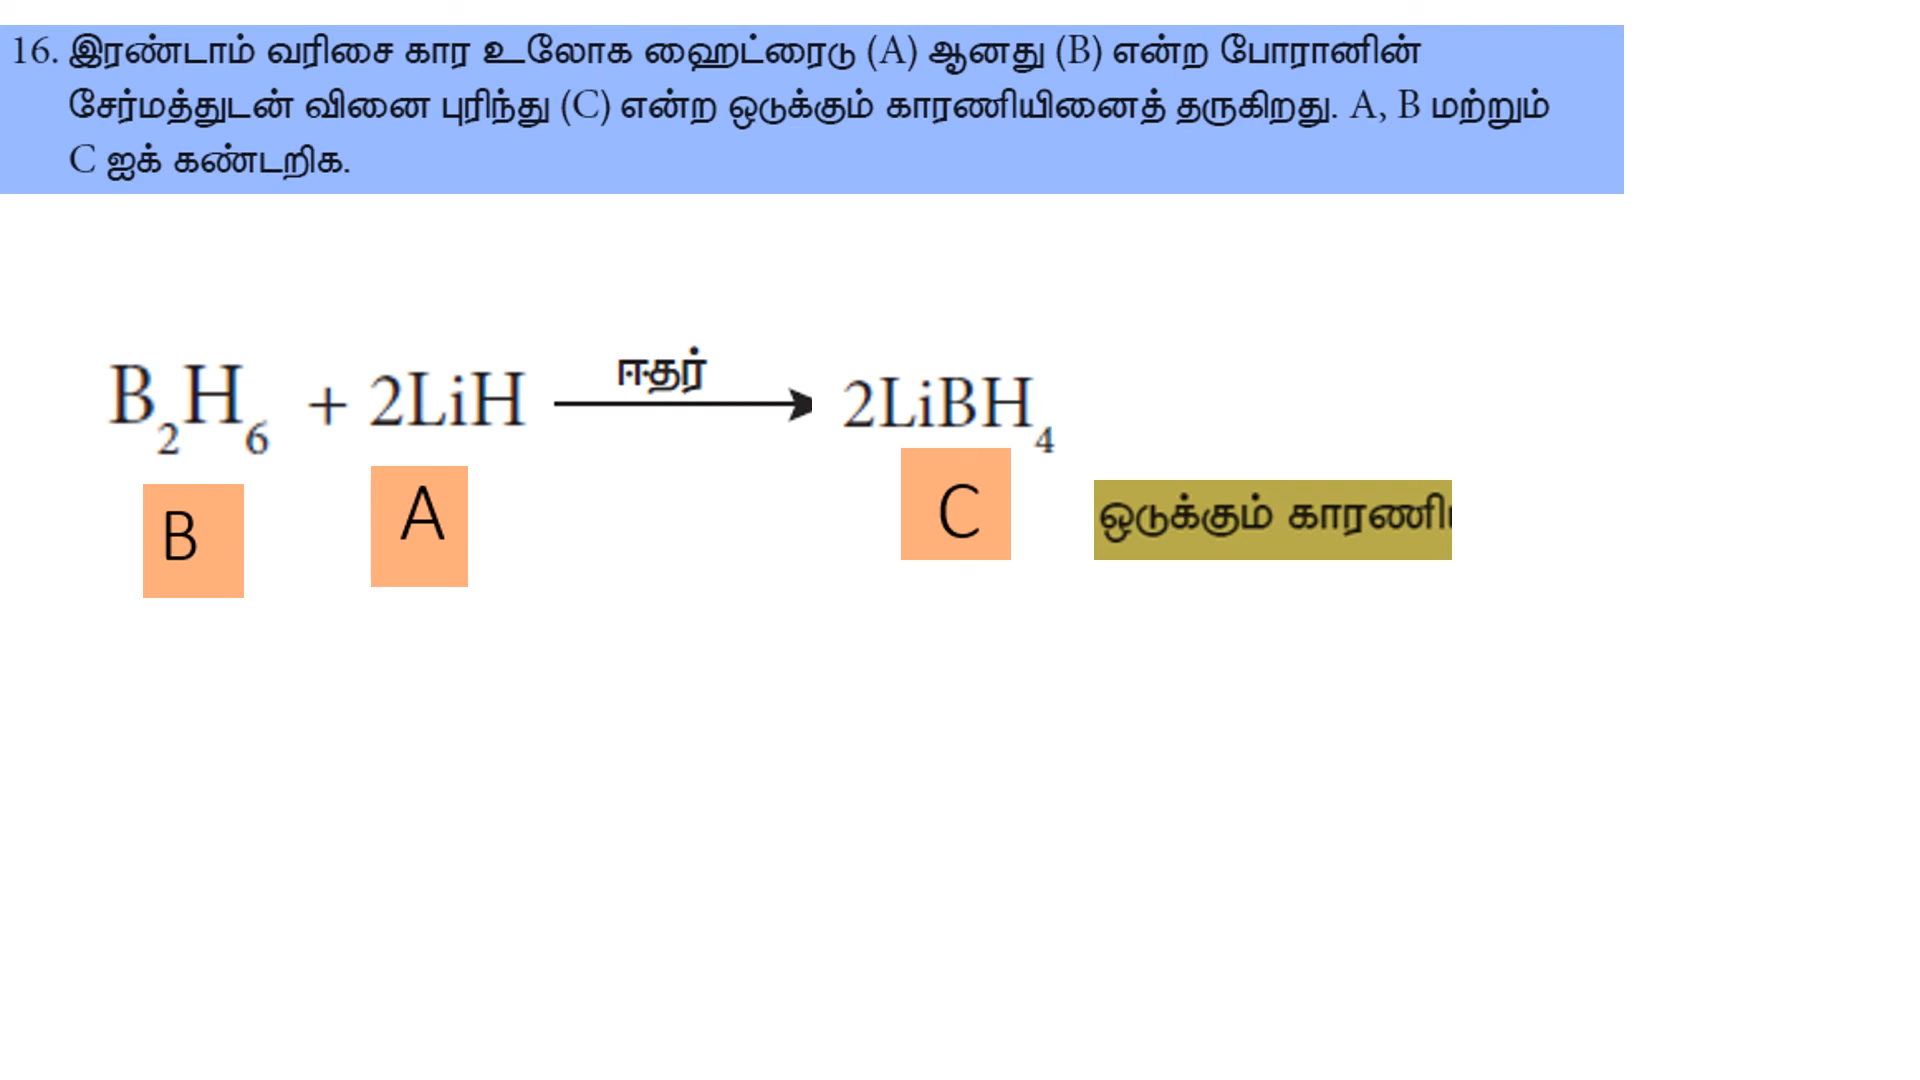 16. இரண்டாம் வரிசை கார உலோக ஹைட்ரைடு (A) ஆனது (B) என்ற போரானின்
சேர்மத்துடன் வினை புரிந்து (C) என்ற ஒடுக்கும் காரணியினைத் தருகிறது. A, B மற்றும்
C ஐக் கண்டறிக.
ஈதர்
B₂H₆ + 2LiH ⟶ 2LiBH₄
B A C
ஒடுக்கும்